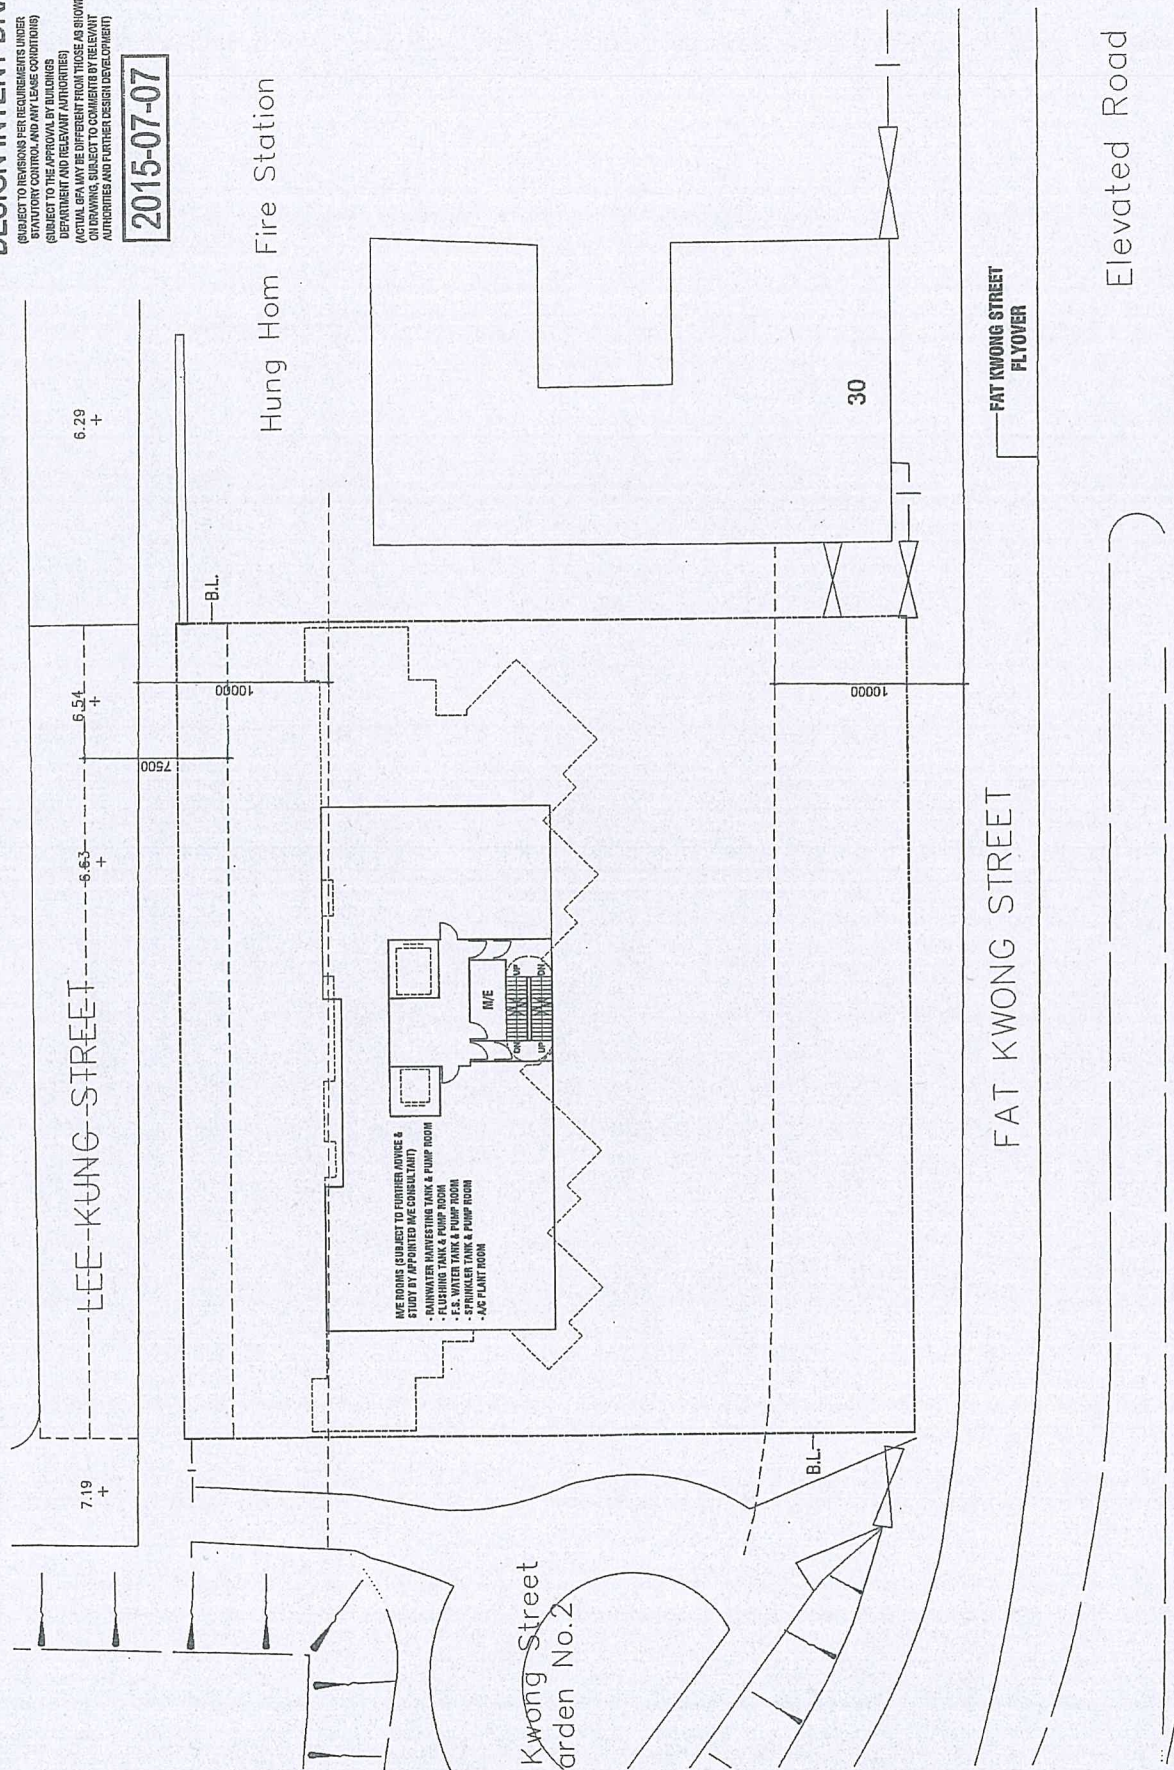 (SUBJECT TO REVISIONS PER REQUIREMENTS UNDER
STATUTORY CONTROL AND ANY LEASE CONDITIONS)
(SUBJECT TO THE APPROVAL BY BUILDINGS
DEPARTMENT AND RELEVANT AUTHORITIES)
(ACTUAL GFA MAY BE DIFFERENT FROM THOSE AS SHOWN
ON DRAWING, SUBJECT TO COMMENTS BY RELEVANT
AUTHORITIES AND FURTHER DESIGN DEVELOPMENT)
2015-07-07
7.19
LEE KUNG STREET
6.63
6.54
6.29
7500
10000
B.L.
Hung Hom Fire Station
M/E ROOMS (SUBJECT TO FURTHER ADVICE &
STUDY BY APPOINTED M/E CONSULTANT)
- RAINWATER HARVESTING TANK & PUMP ROOM
- FLUSHING TANK & PUMP ROOM
- F.S. WATER TANK & PUMP ROOM
- SPRINKLER TANK & PUMP ROOM
- A/C PLANT ROOM
M/E
DN
UP
UP
DN
Kwong Street
arden No.2
B.L.
10000
30
FAT KWONG STREET
FAT KWONG STREET
FLYOVER
Elevated Road